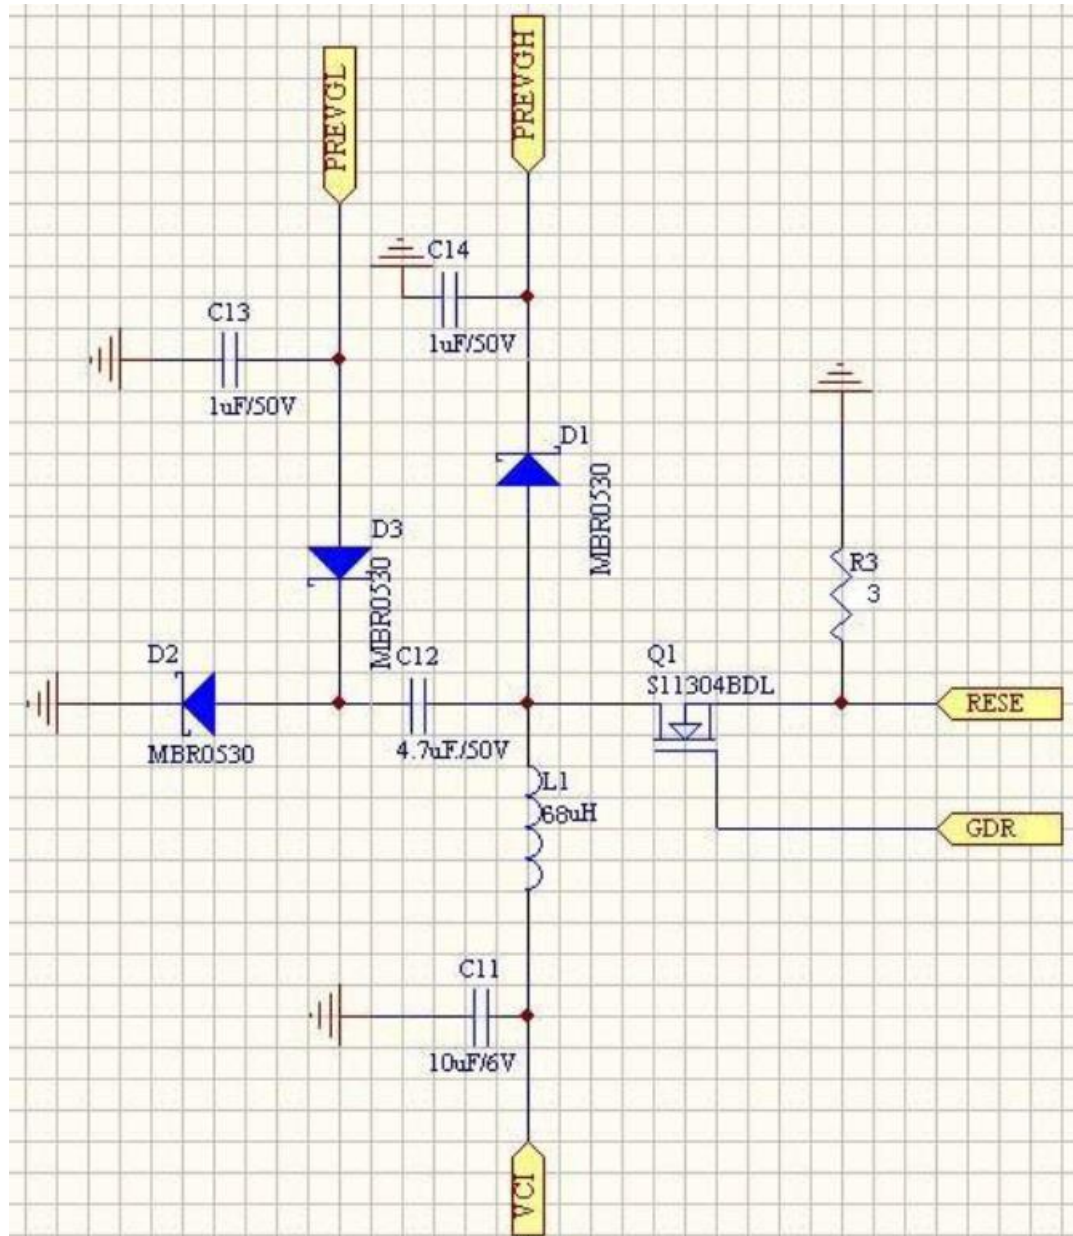 PREVGL
PREVGH
C14
1uF/50V
C13
1uF/50V
D1
MBR0530
D3
MBR0530
R3
3
D2
MBR0530
C12
4.7uF/50V
Q1
S11304BDL
RESE
L1
68uH
GDR
C11
10uF/6V
VCI